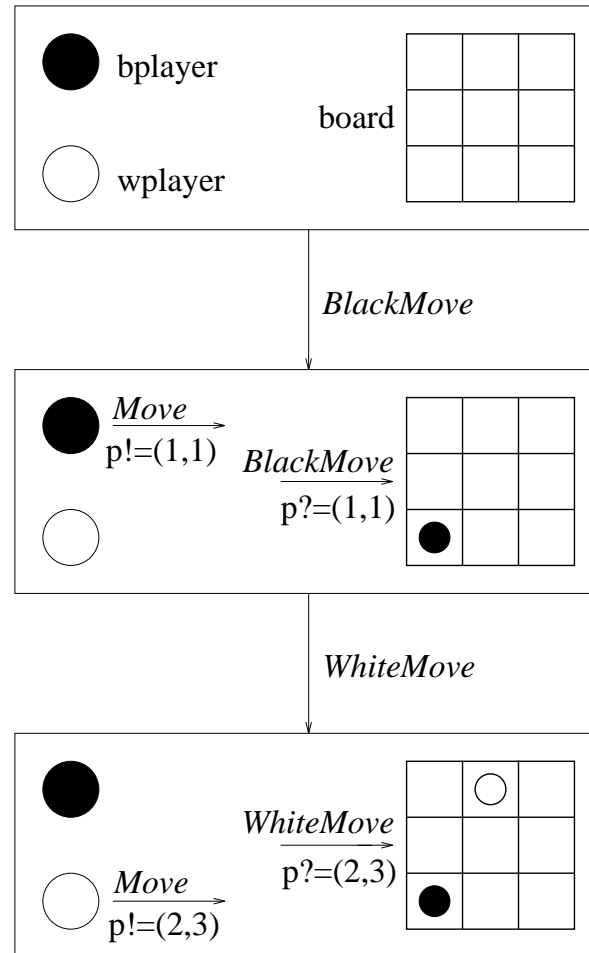 bplayer
board
wplayer
BlackMove
Move
p!=(1,1)
BlackMove
p?=(1,1)
WhiteMove
WhiteMove
p?=(2,3)
Move
p!=(2,3)